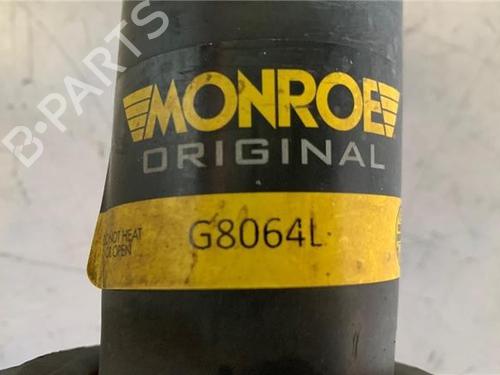 B-PARTS
MONROE
ORIGINAL
DO NOT HEAT
OR OPEN
G8064L